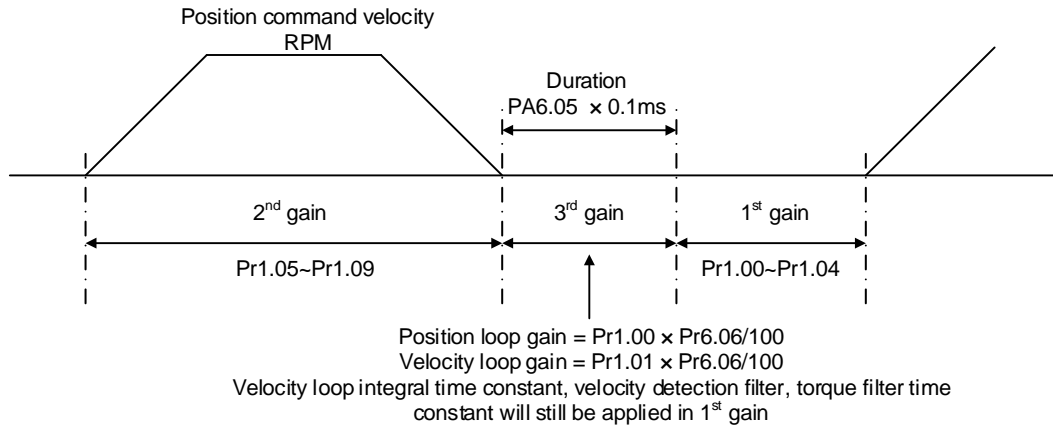 Position command velocity
RPM
Duration
PA6.05 × 0.1ms
2nd gain
3rd gain
1st gain
Pr1.05~Pr1.09
Pr1.00~Pr1.04
Position loop gain = Pr1.00 × Pr6.06/100
Velocity loop gain = Pr1.01 × Pr6.06/100
Velocity loop integral time constant, velocity detection filter, torque filter time
constant will still be applied in 1st gain